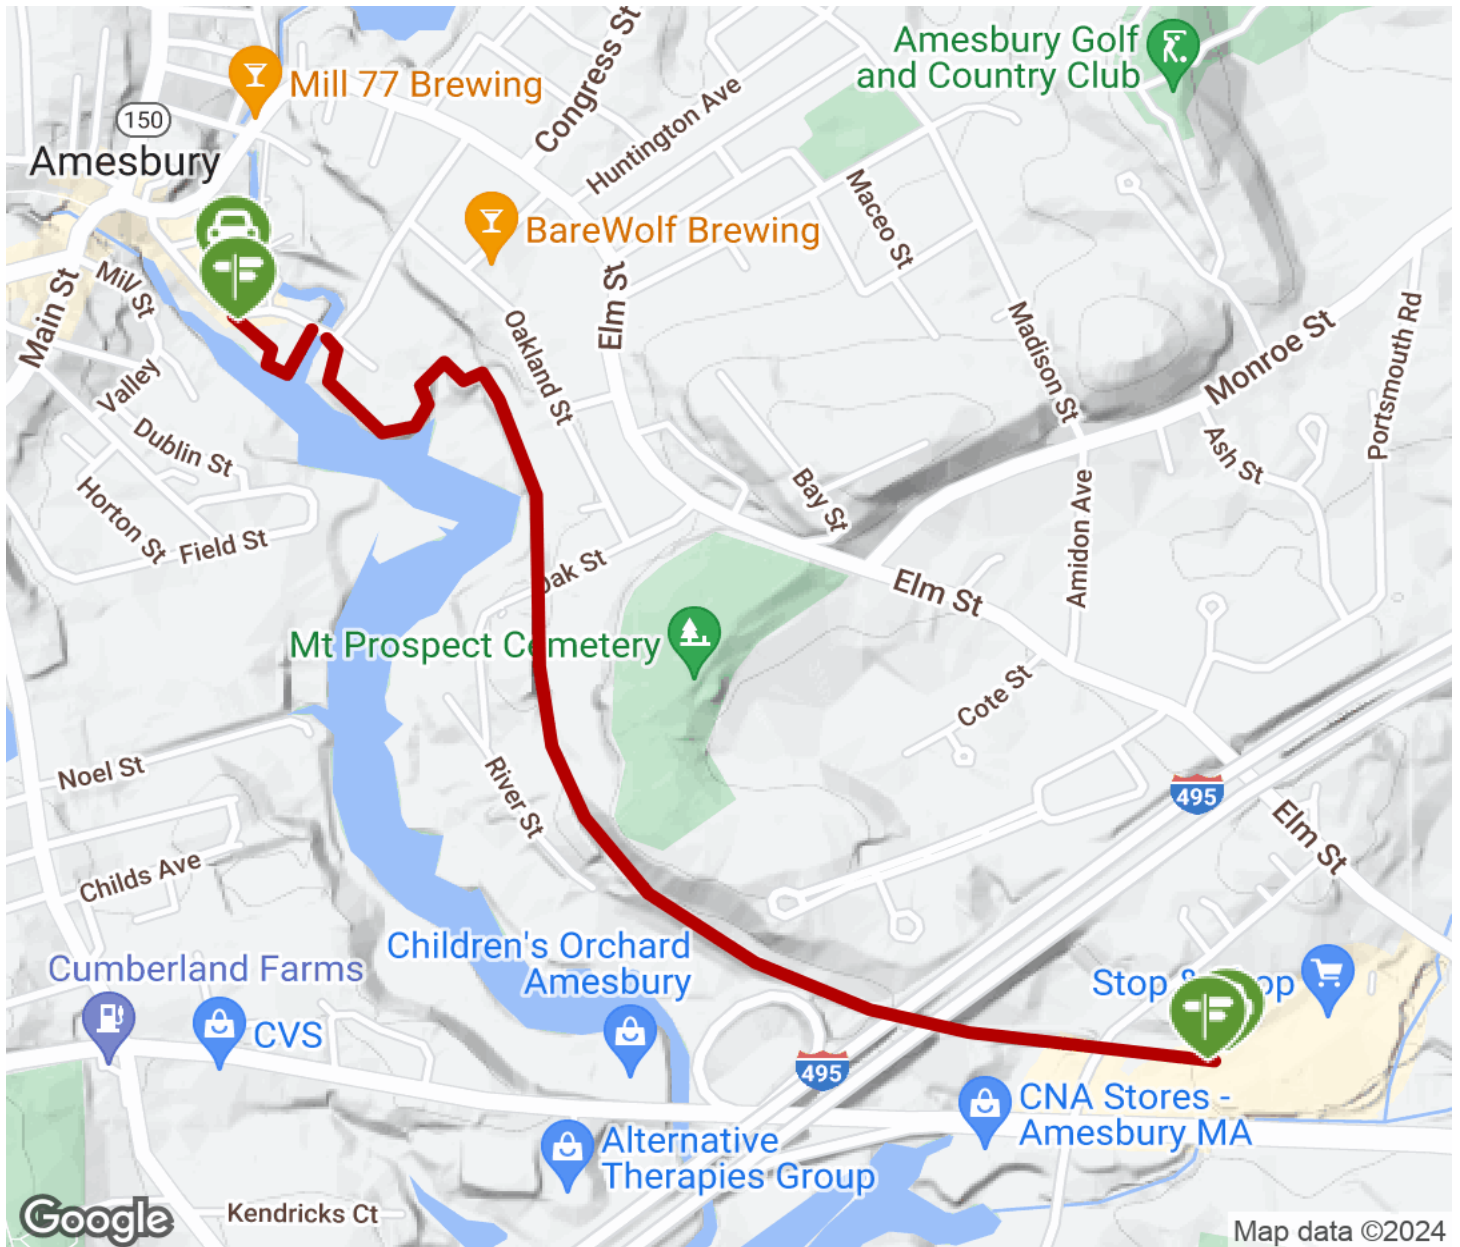 Amesbury Golf
and Country Club
Mill 77 Brewing
Congress St
Huntington Ave
150
Amesbury
BareWolf Brewing
Maceo St
Main St
Mill St
Elm St
Oakland St
Madison St
Monroe St
Portsmouth Rd
Valley
Dublin St
Ash St
Horton St
Field St
Bay St
Oak St
Elm St
Amidon Ave
Mt Prospect Cemetery
Cote St
Noel St
River St
495
Elm St
Childs Ave
Children's Orchard
Amesbury
Cumberland Farms
Stop & Shop
CVS
495
CNA Stores -
Amesbury MA
Alternative
Therapies Group
Kendricks Ct
Google
Map data ©2024